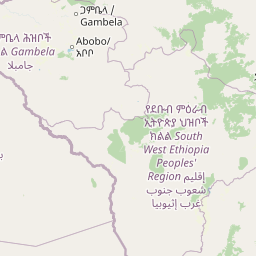 ጋምቤላ /
Gambela
Abobo/
አቦቦ
ሕዝቦች
Gambela
جامبيلا
የደቡብ ምዕራብ
ኢትዮጵያ ህዝቦች
ክልል South
West Ethiopia
Peoples'
Region إقليم
شعوب جنوب
غرب إثيوبيا